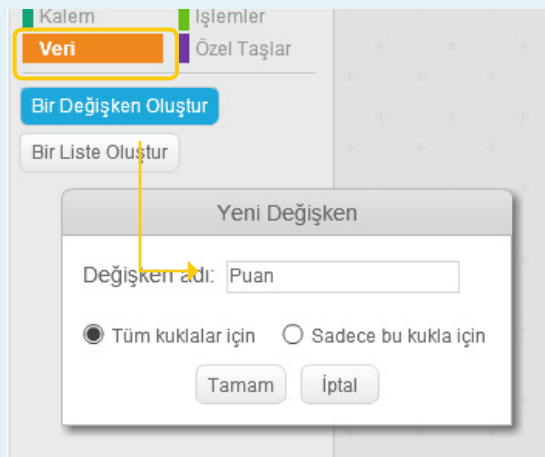 Kalem İşlemler
Veri Özel Taşlar
Bir Değişken Oluştur
Bir Liste Oluştur
Yeni Değişken
Değişken adı: Puan
Tüm kuklalar için Sadece bu kukla için
Tamam İptal